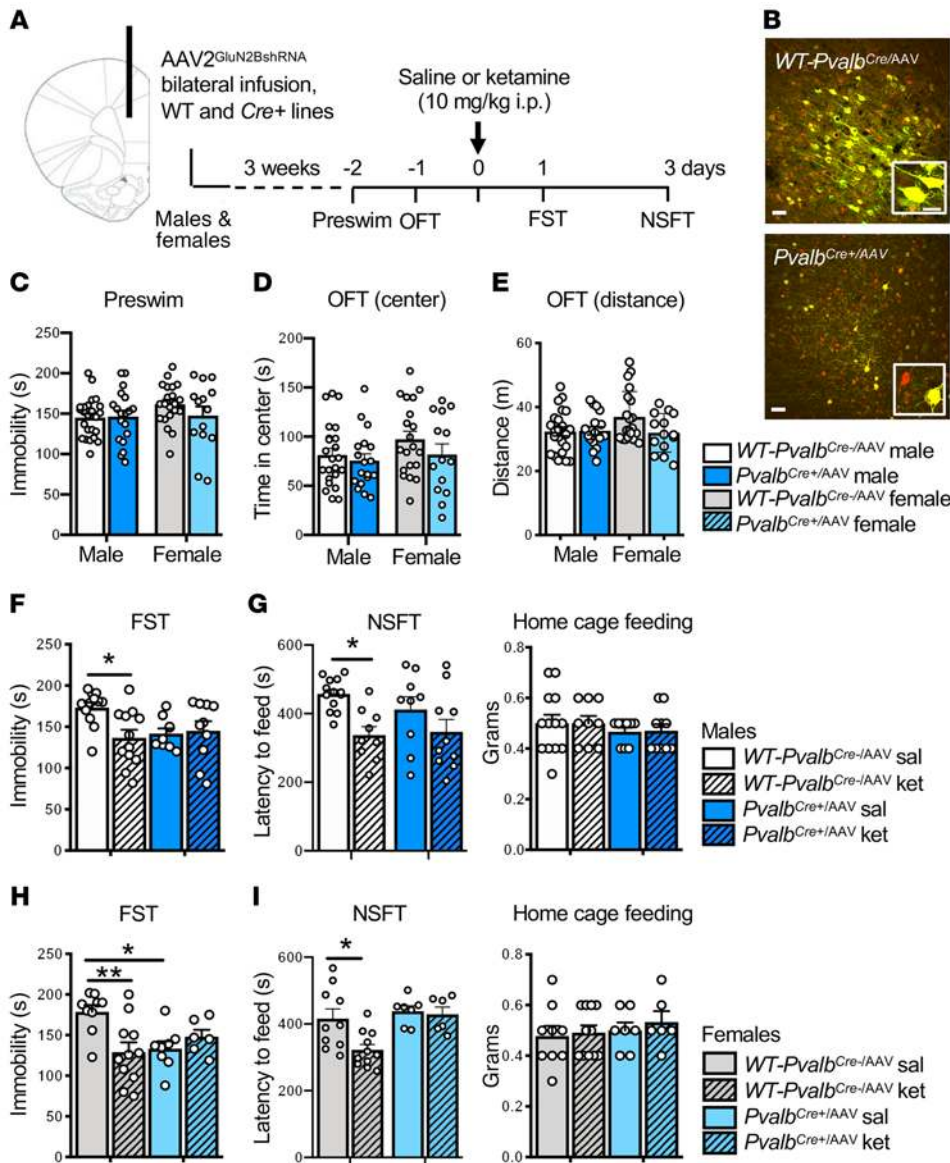 A
AAV2GluN2BshRNA
bilateral infusion,
WT and Cre+ lines
Saline or ketamine
(10 mg/kg i.p.)
3 weeks
-2
-1
0
1
3 days
Males &
females
Preswim
OFT
FST
NSFT
B
WT-PvalbCre/AAV
PvalbCre+/AAV
C
Preswim
Immobility (s)
250
200
150
100
50
0
Male
Female
D
OFT (center)
Time in center (s)
200
150
100
50
0
Male
Female
E
OFT (distance)
Distance (m)
60
40
20
0
Male
Female
WT-PvalbCre-/AAV male
PvalbCre+/AAV male
WT-PvalbCre-/AAV female
PvalbCre+/AAV female
F
FST
Immobility (s)
250
200
150
100
50
0
*
G
NSFT
Latency to feed (s)
600
400
200
0
*
Home cage feeding
Grams
0.8
0.6
0.4
0.2
0.0
Males
WT-PvalbCre-/AAV sal
WT-PvalbCre-/AAV ket
PvalbCre+/AAV sal
PvalbCre+/AAV ket
H
FST
Immobility (s)
250
200
150
100
50
0
*
**
I
NSFT
Latency to feed (s)
600
400
200
0
*
Home cage feeding
Grams
0.8
0.6
0.4
0.2
0.0
Females
WT-PvalbCre-/AAV sal
WT-PvalbCre-/AAV ket
PvalbCre+/AAV sal
PvalbCre+/AAV ket